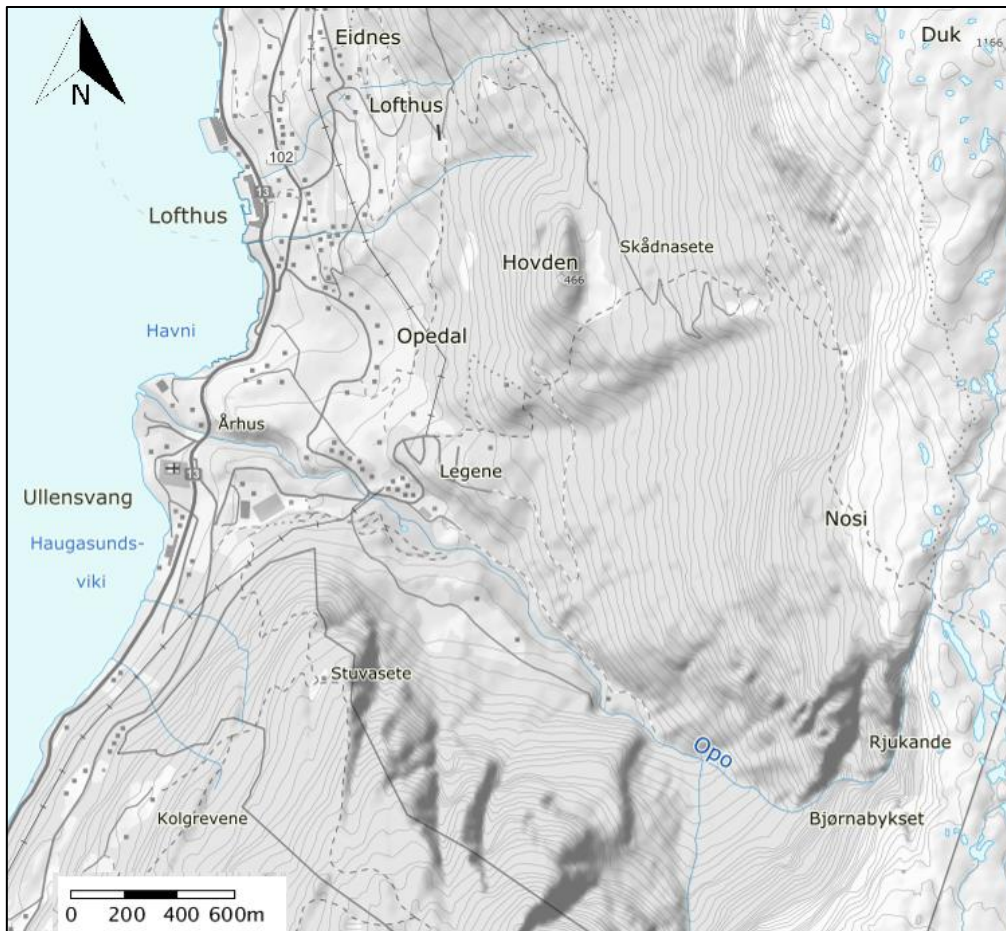 Duk
1166
Eidnes
N
Lofthus
102
13
Lofthus
Skådnasete
Hovden
466
Havni
Opedal
Århus
Legene
13
Ullensvang
Nosi
Haugasunds-
viki
Stuvasete
Opo
Rjukande
Kolgrevene
Bjørnabykset
0 200 400 600m